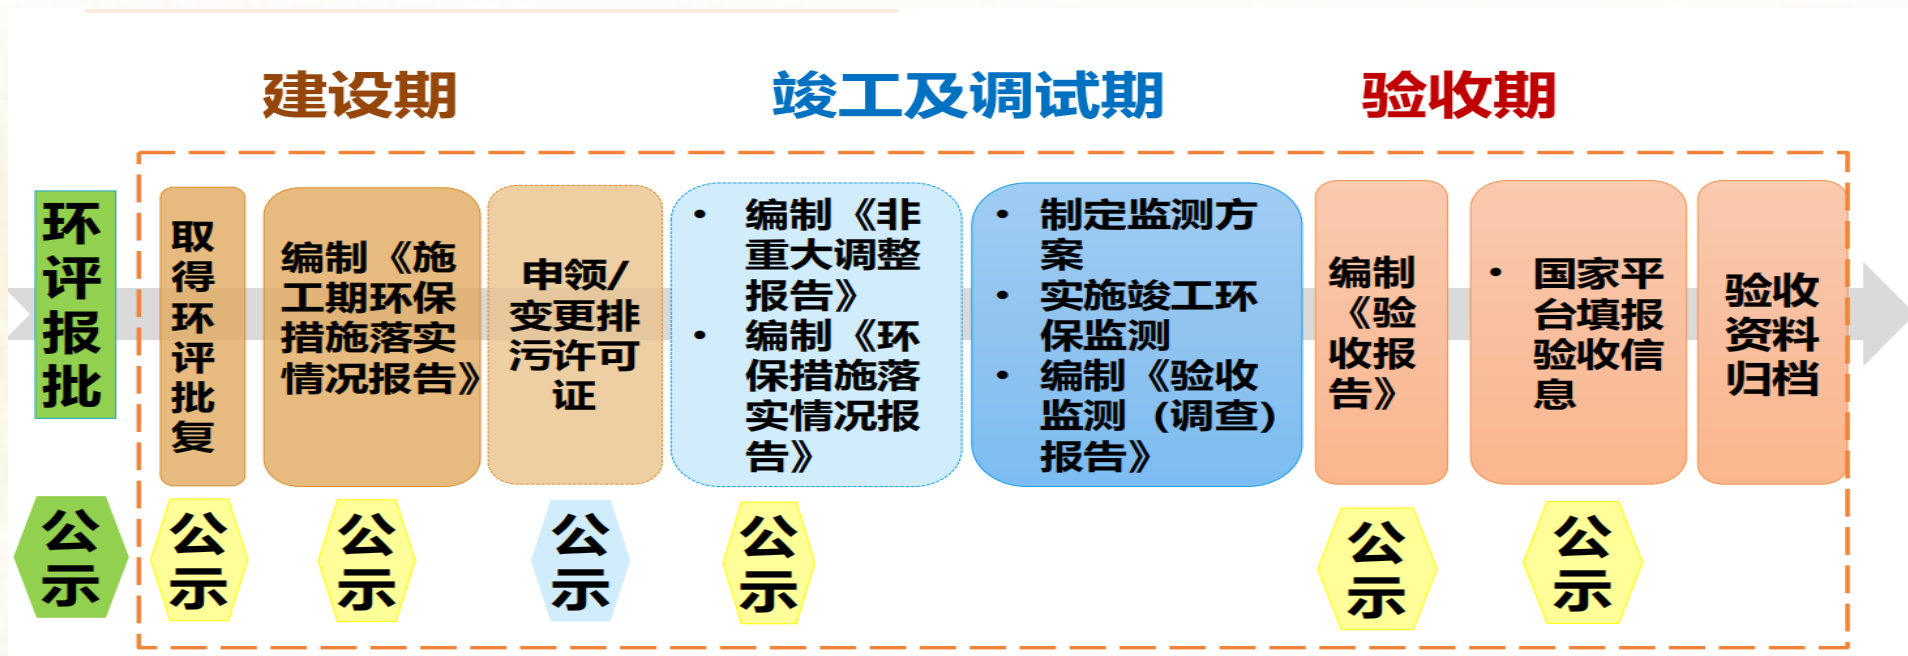 建设期
竣工及调试期
验收期
环
评
报
批
取
得
环
评
批
复
编制《施
工期环保
措施落实
情况报告》
申领/
变更排
污许可
证
• 编制《非
重大调整
报告》
• 编制《环
保措施落
实情况报
告》
• 制定监测方
案
• 实施竣工环
保监测
• 编制《验收
监测（调查)
报告》
编制
《验
收报
告》
• 国家平
台填报
验收信
息
验收
资料
归档
公
示
公
示
公
示
公
示
公
示
公
示
公
示